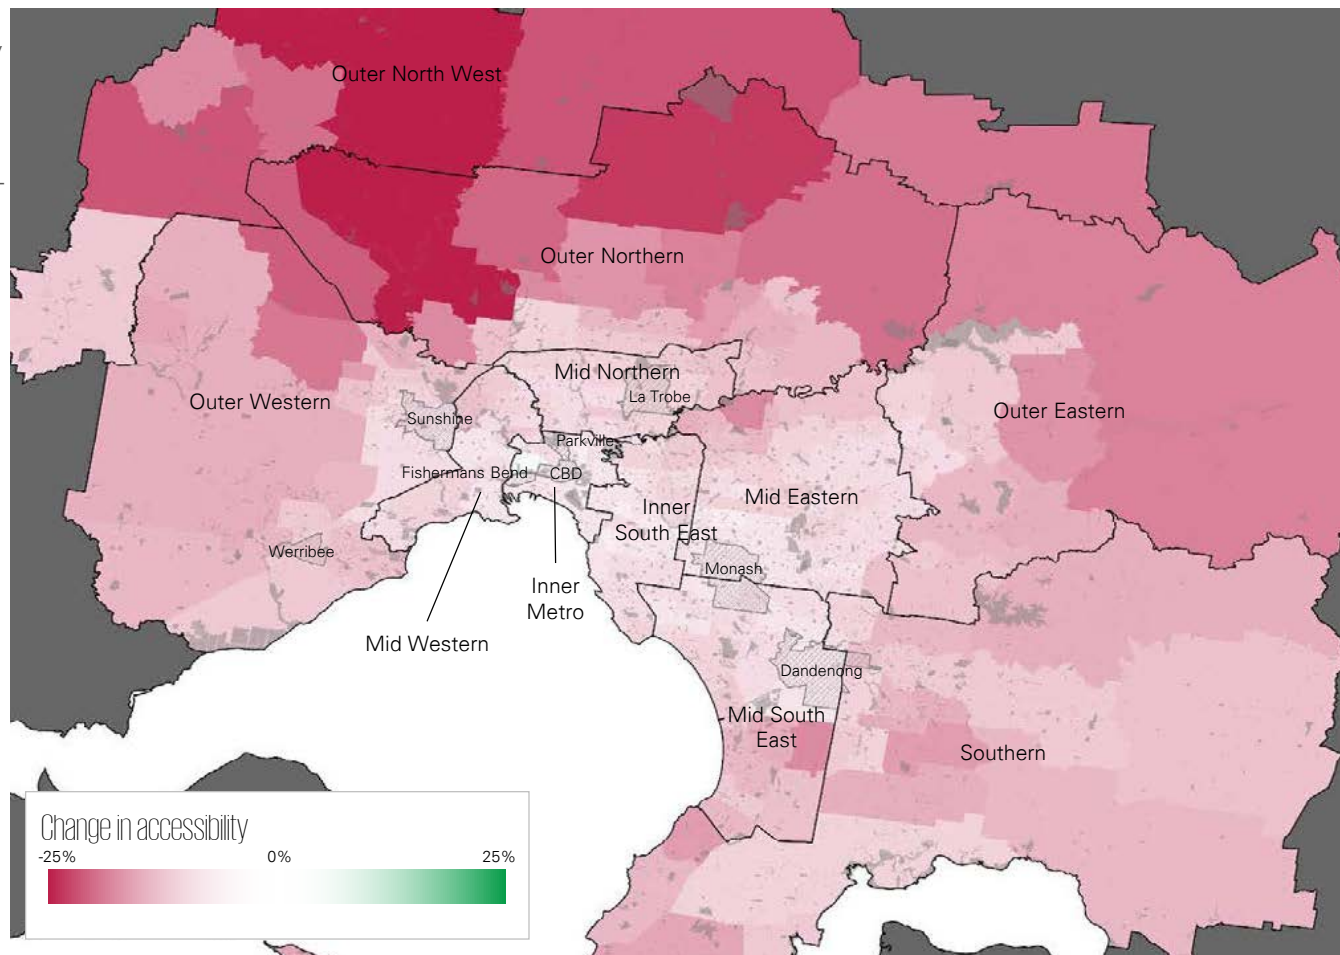 Outer North West
Outer Northern
Mid Northern
La Trobe
Outer Western
Sunshine
Parkville
Outer Eastern
Fishermans Bend
CBD
Mid Eastern
Inner
South East
Werribee
Monash
Inner
Metro
Mid Western
Dandenong
Mid South
East
Southern
Change in accessibility
-25%
0%
25%